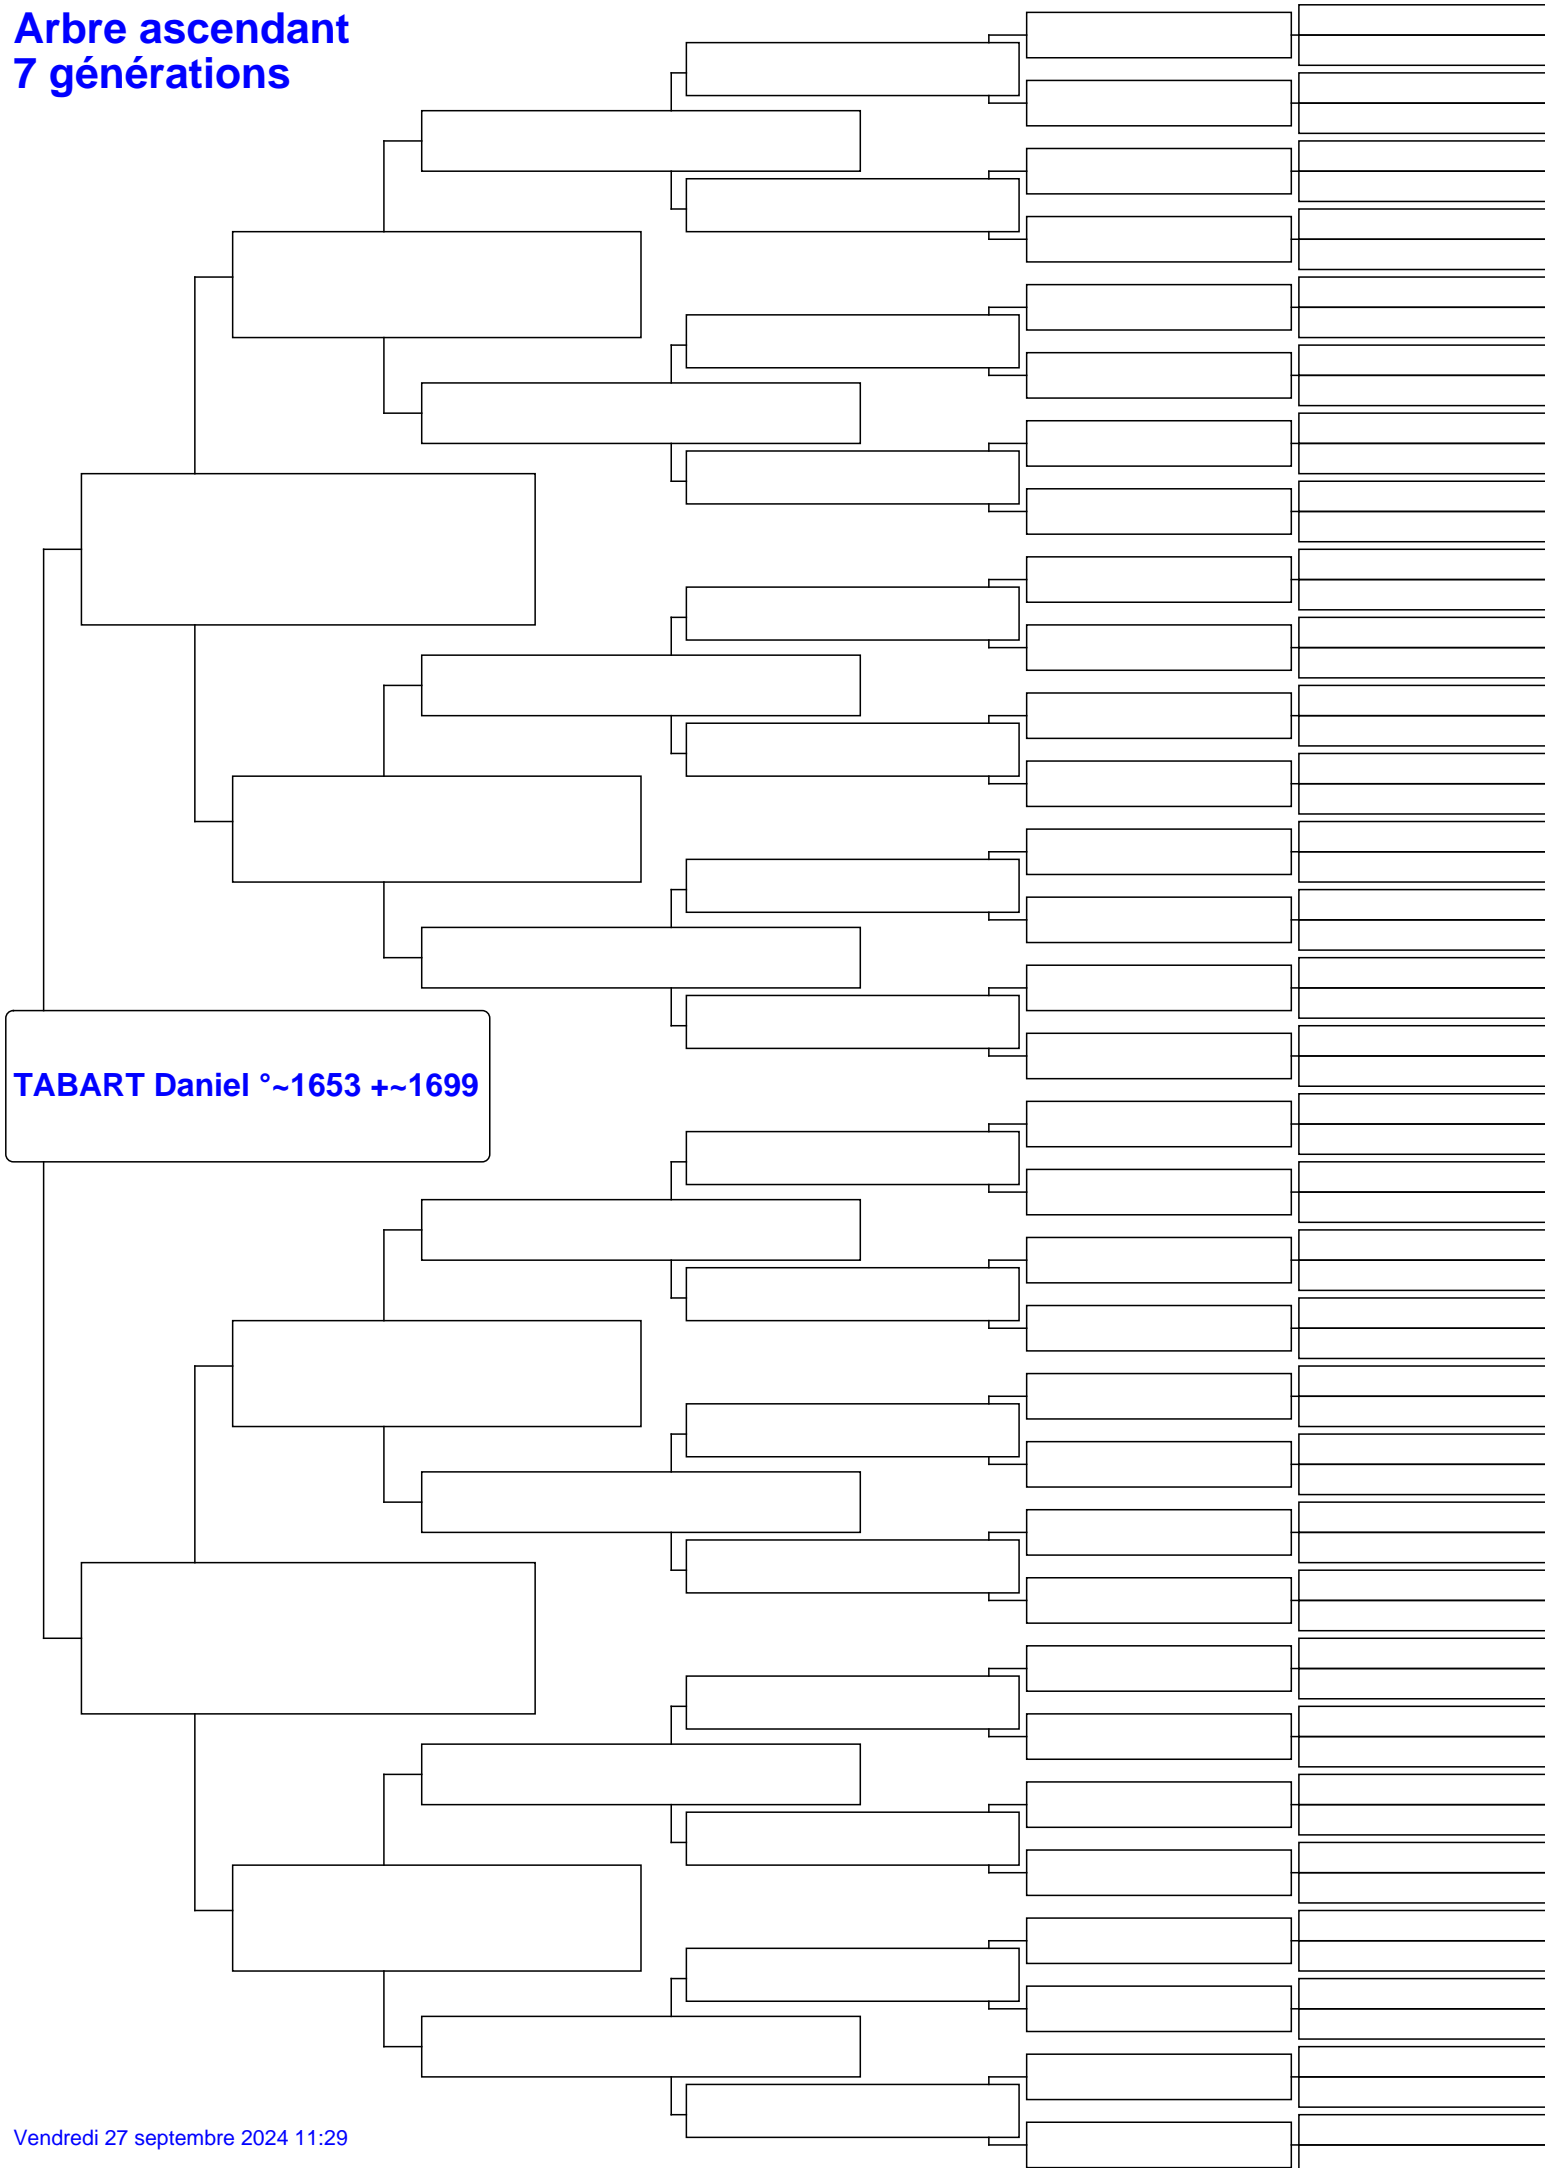 Arbre ascendant
7 générations
TABART Daniel °~1653 +~1699
Vendredi 27 septembre 2024 11:29